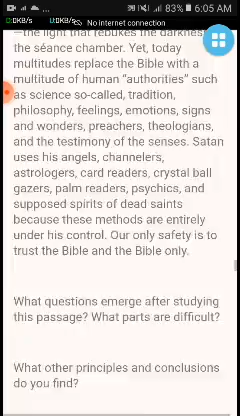 0:0KB/s
U:0KB/s
No internet connection
83%
6:05 AM
—the light that rebukes the darkness
the séance chamber. Yet, today
multitudes replace the Bible with a
multitude of human “authorities” such
as science so-called, tradition,
philosophy, feelings, emotions, signs
and wonders, preachers, theologians,
and the testimony of the senses. Satan
uses his angels, channelers,
astrologers, card readers, crystal ball
gazers, palm readers, psychics, and
supposed spirits of dead saints
because these methods are entirely
under his control. Our only safety is to
trust the Bible and the Bible only.
What questions emerge after studying
this passage? What parts are difficult?
What other principles and conclusions
do you find?